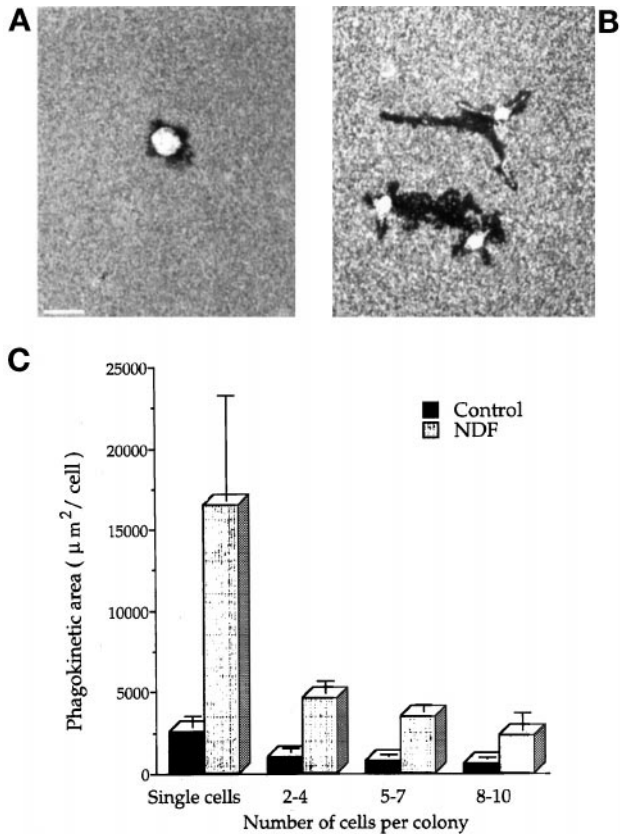 A
B
C
25000
20000
15000
10000
5000
0
Phagokinetic area ( μ m² / cell )
Control
NDF
Single cells 2-4 5-7 8-10
Number of cells per colony